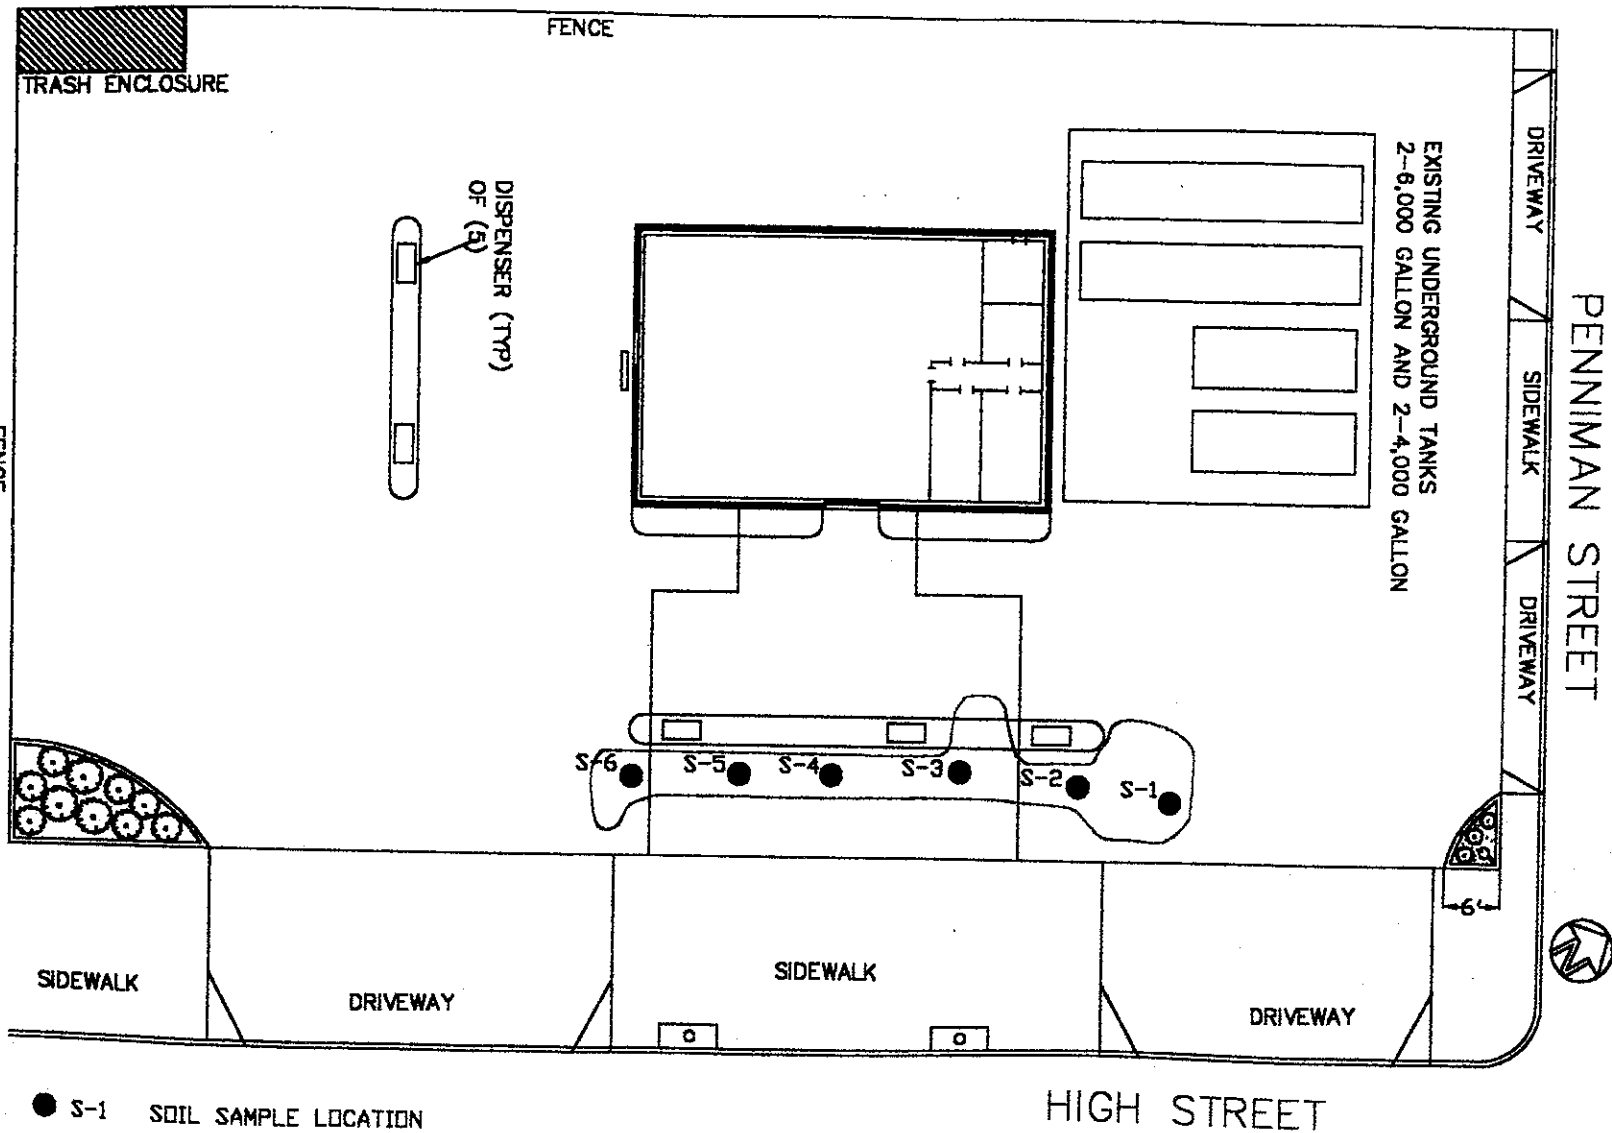 FENCE
TRASH ENCLOSURE
DISPENSER (TYP)
OF (5)
EXISTING UNDERGROUND TANKS
2-6,000 GALLON AND 2-4,000 GALLON
DRIVEWAY
SIDEWALK
DRIVEWAY
PENNIMAN STREET
FENCE
S-6
S-5
S-4
S-3
S-2
S-1
6'
N
SIDEWALK
DRIVEWAY
SIDEWALK
DRIVEWAY
HIGH STREET
S-1 SOIL SAMPLE LOCATION